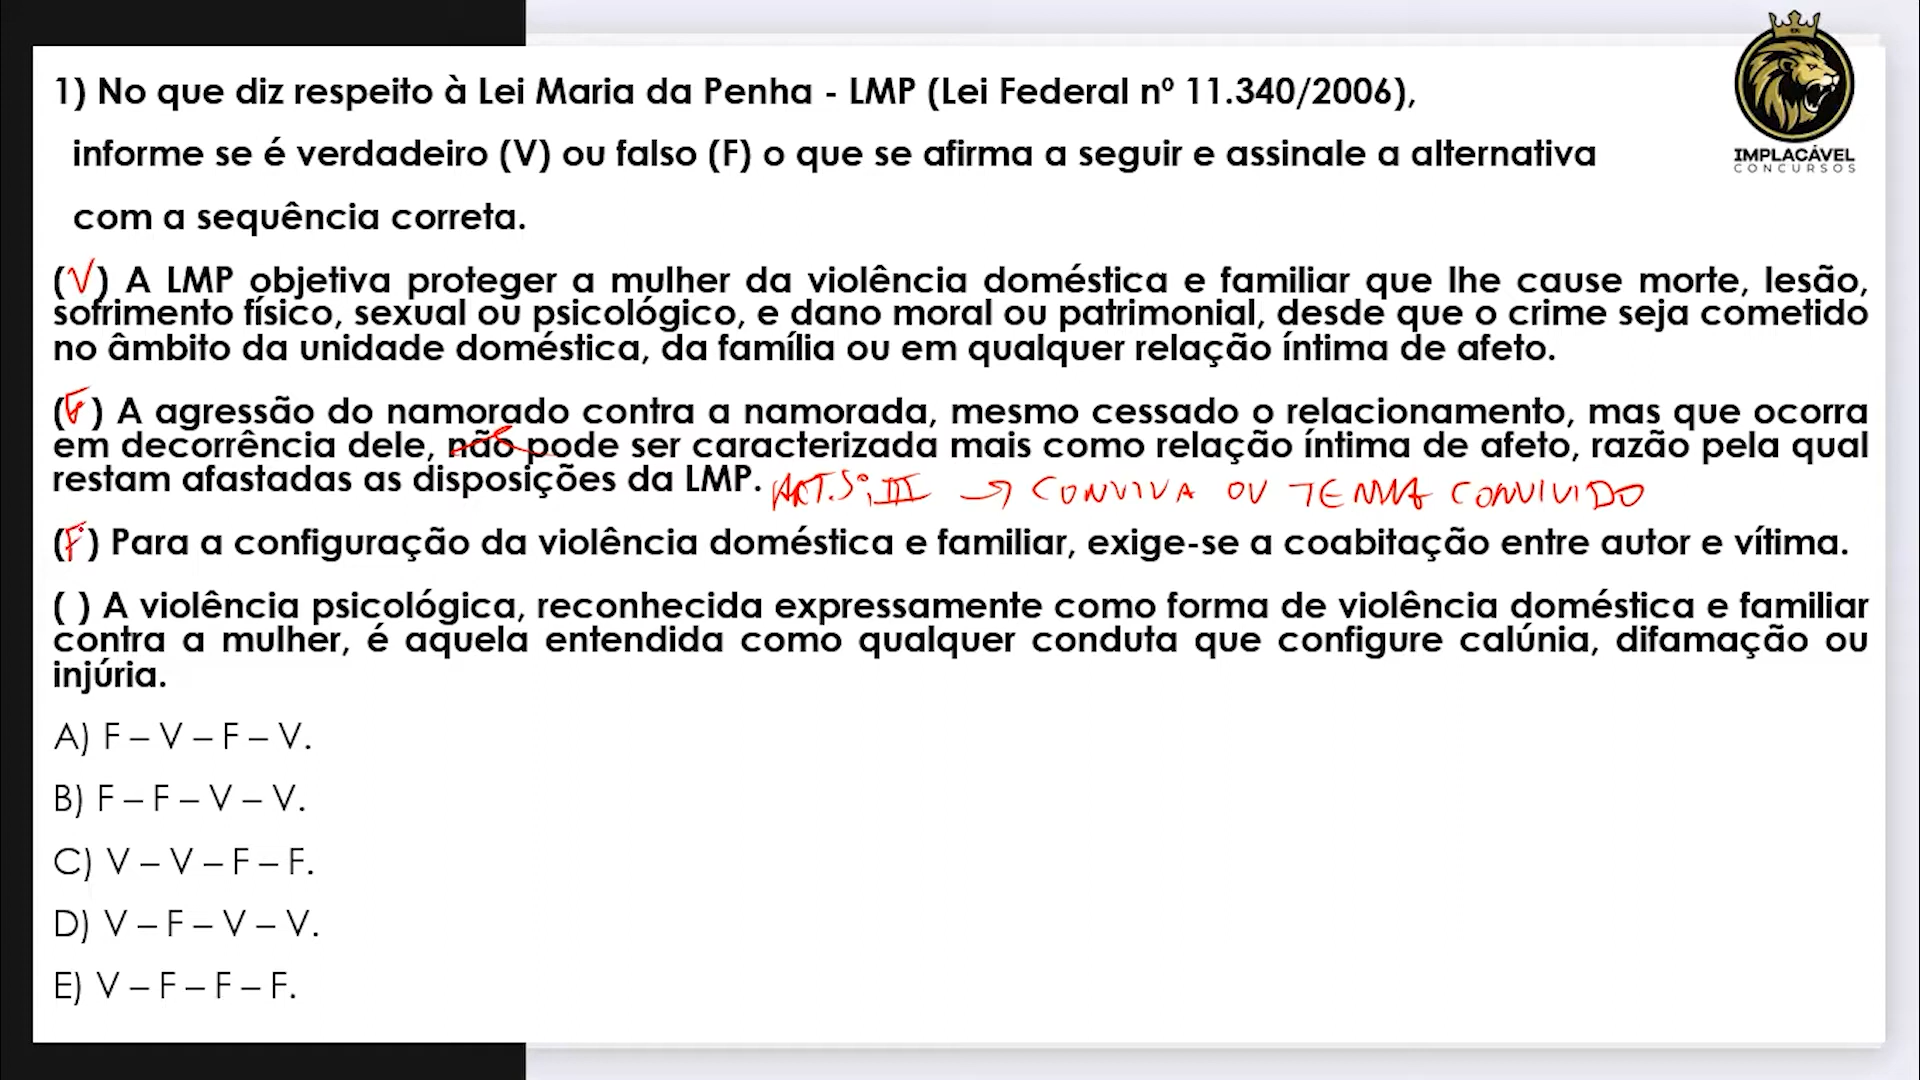 1) No que diz respeito à Lei Maria da Penha - LMP (Lei Federal nº 11.340/2006),
informe se é verdadeiro (V) ou falso (F) o que se afirma a seguir e assinale a alternativa
com a sequência correta.
IMPLACÁVEL
CONCURSOS
(V) A LMP objetiva proteger a mulher da violência doméstica e familiar que lhe cause morte, lesão,
sofrimento físico, sexual ou psicológico, e dano moral ou patrimonial, desde que o crime seja cometido
no âmbito da unidade doméstica, da família ou em qualquer relação íntima de afeto.
(F) A agressão do namorado contra a namorada, mesmo cessado o relacionamento, mas que ocorra
em decorrência dele, não pode ser caracterizada mais como relação íntima de afeto, razão pela qual
restam afastadas as disposições da LMP. ART. 5º, III → CONVIVA OU TENHA CONVIVIDO
(F) Para a configuração da violência doméstica e familiar, exige-se a coabitação entre autor e vítima.
( ) A violência psicológica, reconhecida expressamente como forma de violência doméstica e familiar
contra a mulher, é aquela entendida como qualquer conduta que configure calúnia, difamação ou
injúria.
A) F – V – F – V.
B) F – F – V – V.
C) V – V – F – F.
D) V – F – V – V.
E) V – F – F – F.